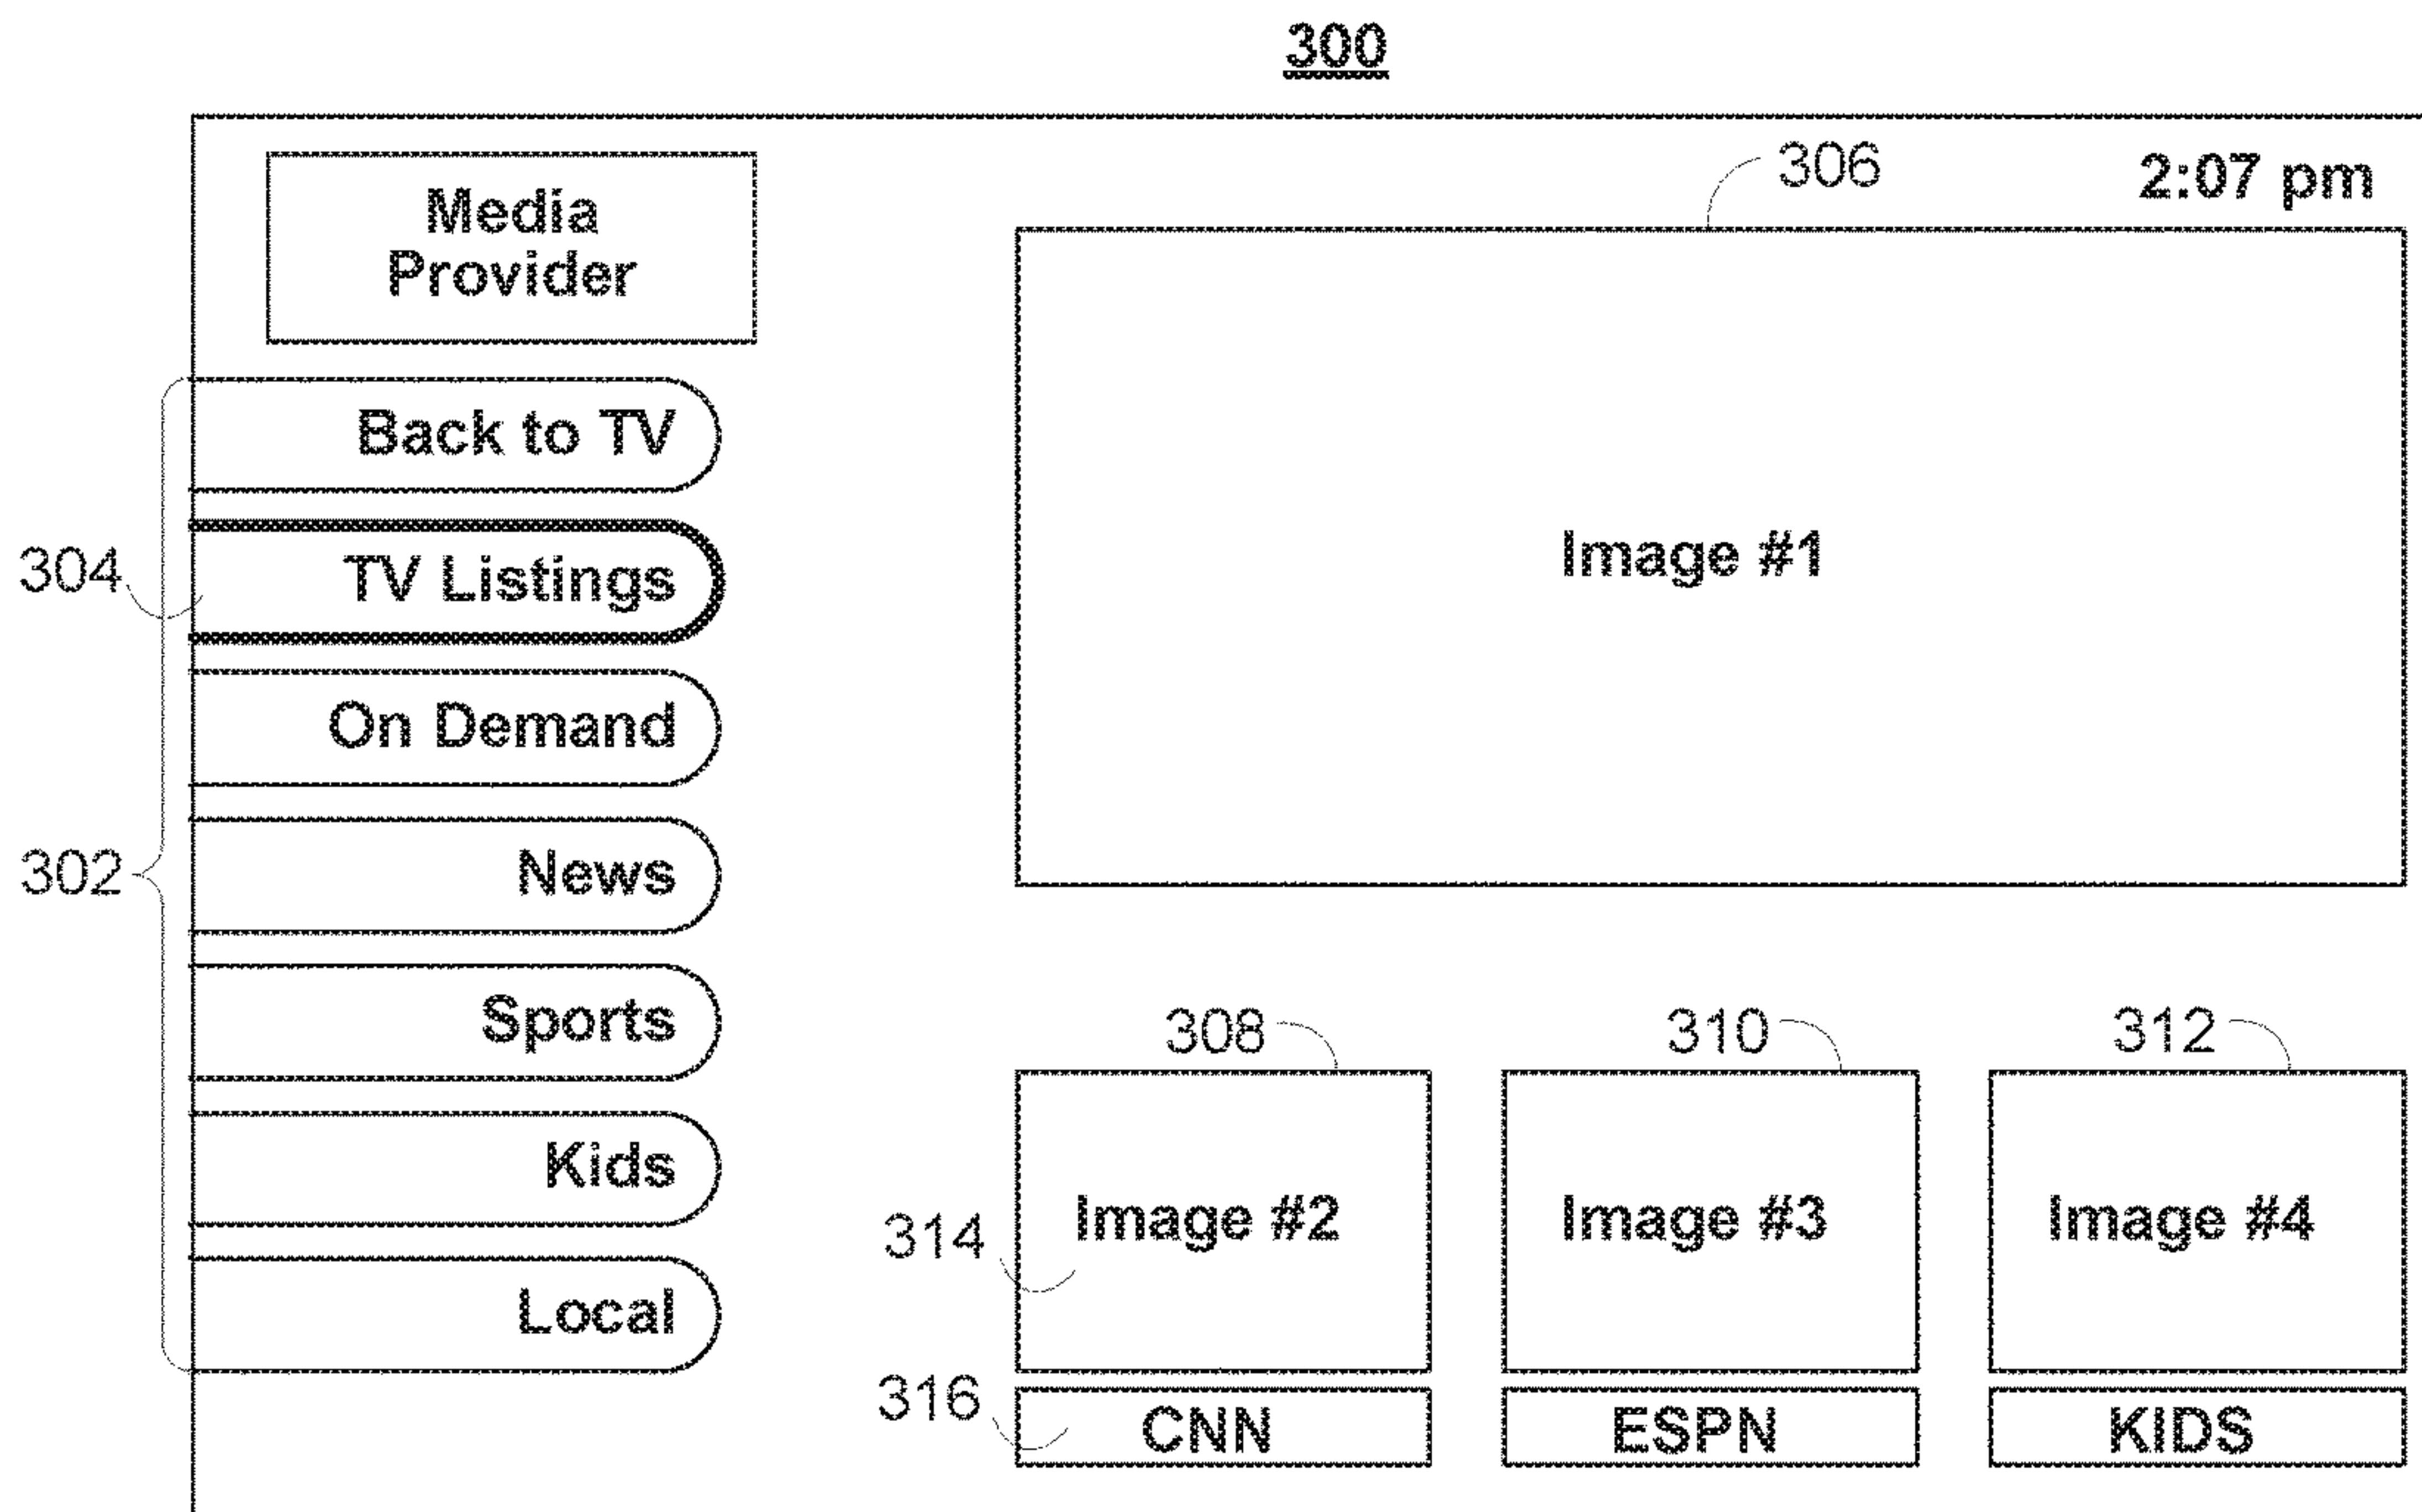 300
306
2:07 pm
Media
Provider
Back to TV
304
TV Listings
Image #1
On Demand
302
News
Sports
308
310
312
Kids
314
Image #2
Image #3
Image #4
Local
316
CNN
ESPN
KIDS